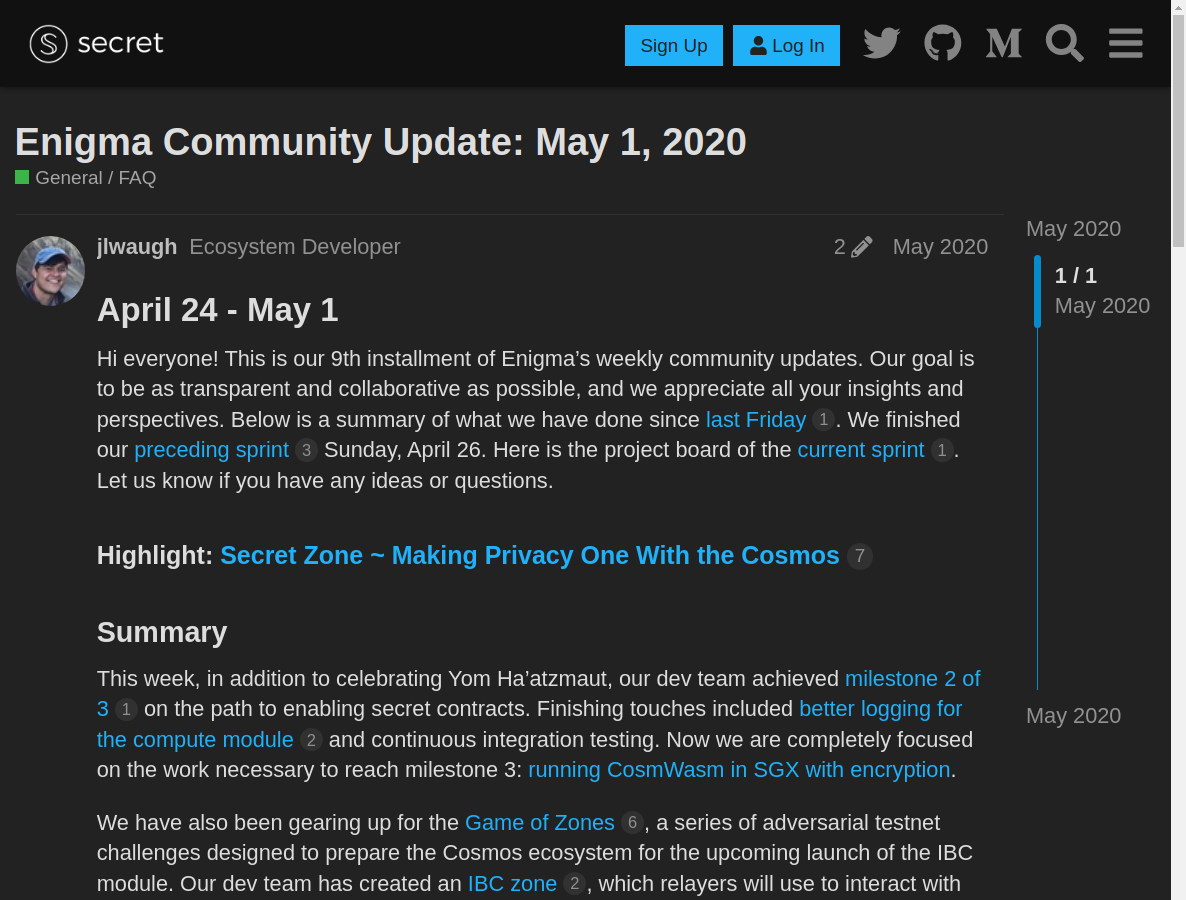 secret
Sign Up
Log In
Enigma Community Update: May 1, 2020
General / FAQ
jlwaugh Ecosystem Developer
2
May 2020
April 24 - May 1
Hi everyone! This is our 9th installment of Enigma’s weekly community updates. Our goal is
to be as transparent and collaborative as possible, and we appreciate all your insights and
perspectives. Below is a summary of what we have done since last Friday 1. We finished
our preceding sprint 3 Sunday, April 26. Here is the project board of the current sprint 1.
Let us know if you have any ideas or questions.
Highlight: Secret Zone ~ Making Privacy One With the Cosmos 7
Summary
This week, in addition to celebrating Yom Ha’atzmaut, our dev team achieved milestone 2 of
3 1 on the path to enabling secret contracts. Finishing touches included better logging for
the compute module 2 and continuous integration testing. Now we are completely focused
on the work necessary to reach milestone 3: running CosmWasm in SGX with encryption.
We have also been gearing up for the Game of Zones 6, a series of adversarial testnet
challenges designed to prepare the Cosmos ecosystem for the upcoming launch of the IBC
module. Our dev team has created an IBC zone 2, which relayers will use to interact with
May 2020
1 / 1
May 2020
May 2020